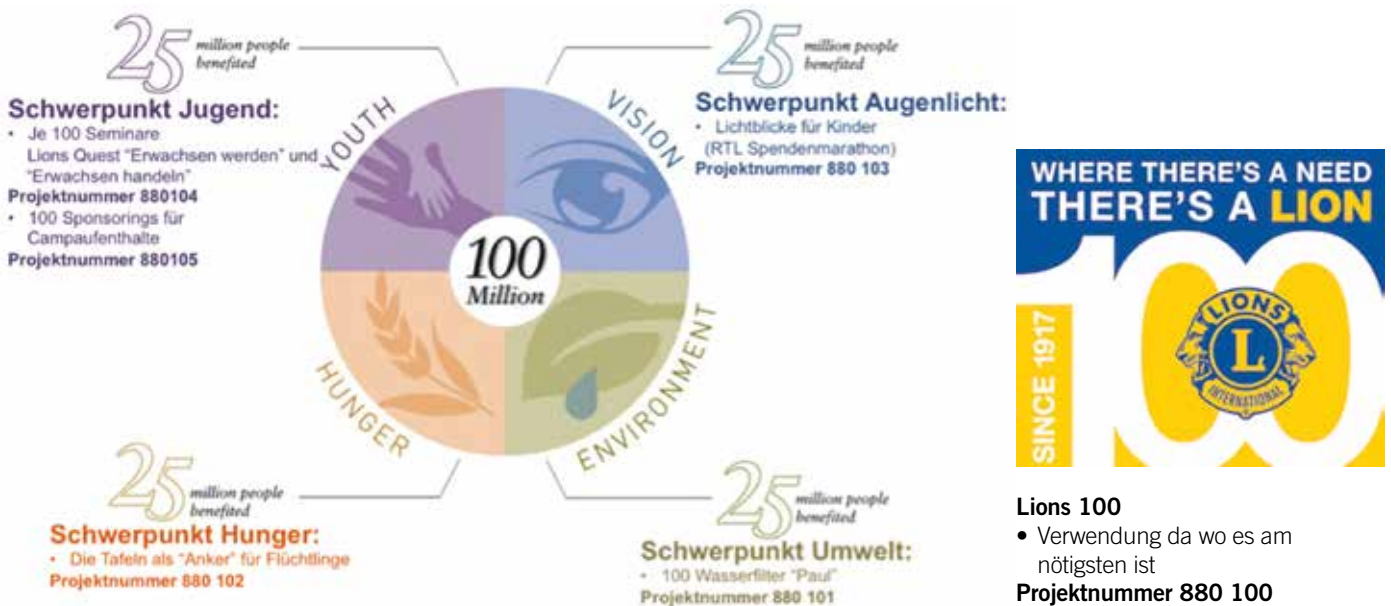 25 million people
benefited
Schwerpunkt Jugend:
• Je 100 Seminare
Lions Quest "Erwachsen werden" und
"Erwachsen handeln"
Projektnummer 880104
• 100 Sponsorings für
Campaufenthalte
Projektnummer 880105
25 million people
benefited
Schwerpunkt Augenlicht:
• Lichtblicke für Kinder
(RTL Spendenmarathon)
Projektnummer 880 103
YOUTH
VISION
100
Million
HUNGER
ENVIRONMENT
25 million people
benefited
Schwerpunkt Hunger:
• Die Tafeln als "Anker" für Flüchtlinge
Projektnummer 880 102
25 million people
benefited
Schwerpunkt Umwelt:
• 100 Wasserfilter "Paul"
Projektnummer 880 101
WHERE THERE'S A NEED
THERE'S A LION
100
SINCE 1917
LIONS
L
INTERNATIONAL
Lions 100
• Verwendung da wo es am
nötigsten ist
Projektnummer 880 100